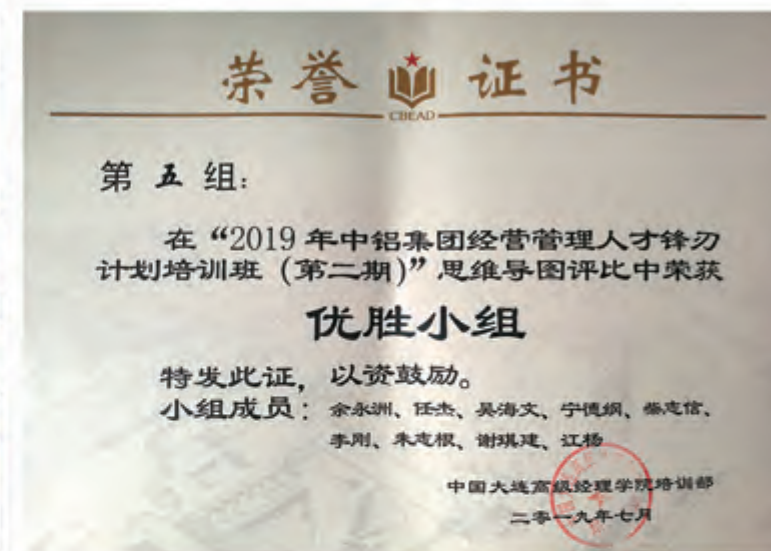 荣誉证书
CBEAD
第五组：
在“2019年中铝集团经营管理人才锋刃
计划培训班（第二期）”思维导图评比中荣获
优胜小组
特发此证，以资鼓励。
小组成员：余永洲、任杰、吴海文、宁德纲、柴志信、
李刚、朱志根、谢琪建、江杨
中国大连高级经理学院培训部
二零一九年七月